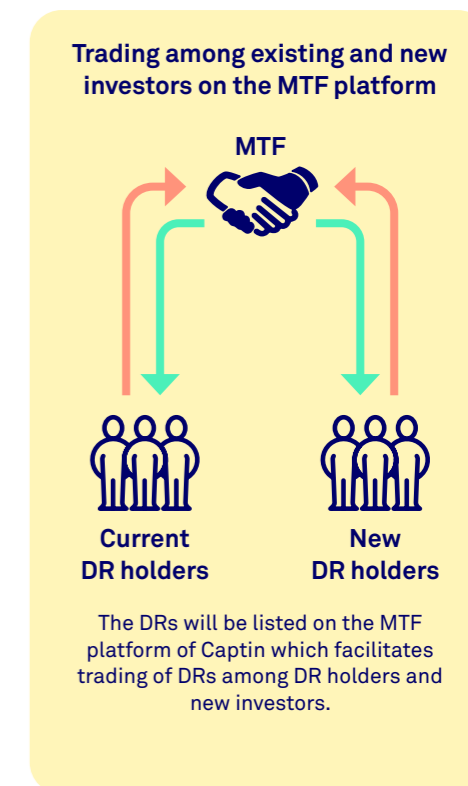 Trading among existing and new
investors on the MTF platform
MTF
Current
DR holders
New
DR holders
The DRs will be listed on the MTF
platform of Captin which facilitates
trading of DRs among DR holders and
new investors.